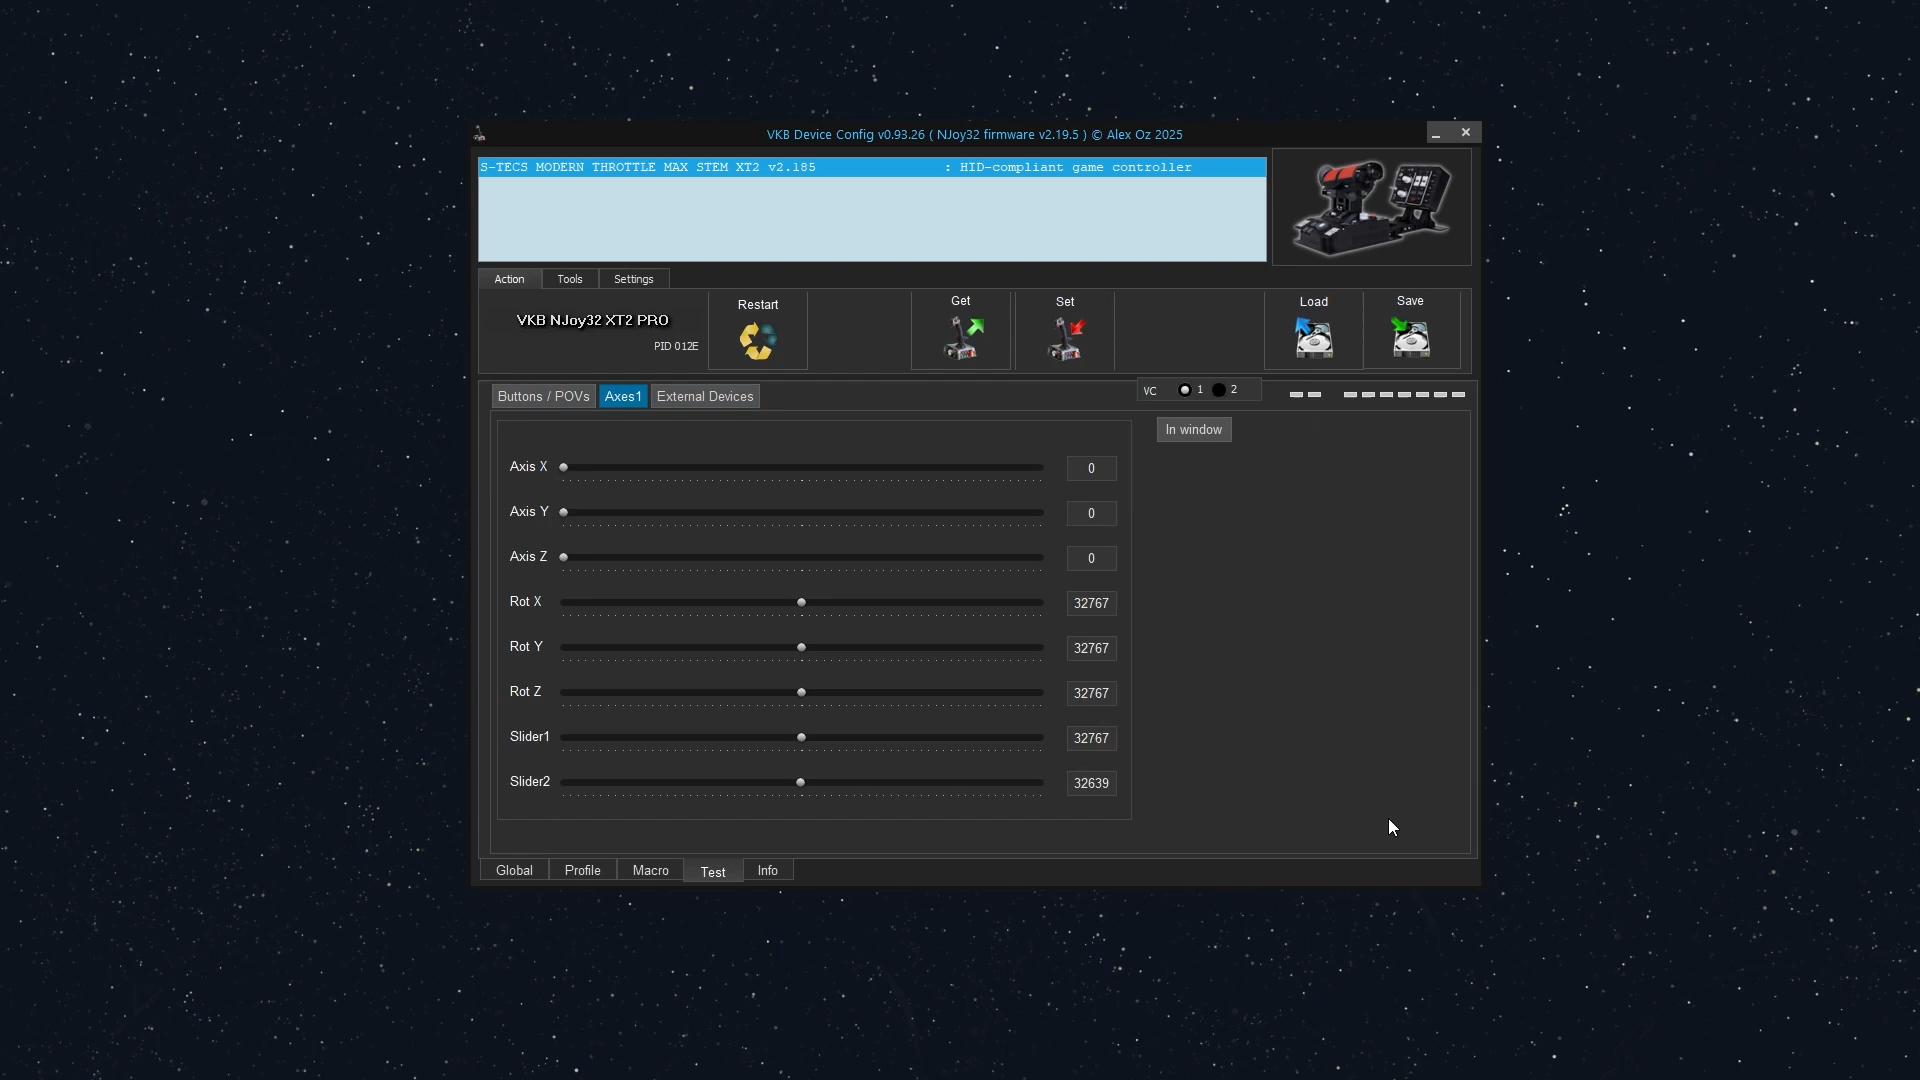 VKB Device Config v0.93.26 ( NJoy32 firmware v2.19.5 ) © Alex Oz 2025
S-TECS MODERN THROTTLE MAX STEM XT2 v2.185 : HID-compliant game controller
Action Tools Settings
VKB NJoy32 XT2 PRO
PID 012E
Restart
Get
Set
Load
Save
Buttons / POVs Axes1 External Devices
VC 1 2
In window
Axis X 0
Axis Y 0
Axis Z 0
Rot X 32767
Rot Y 32767
Rot Z 32767
Slider1 32767
Slider2 32639
Global Profile Macro Test Info